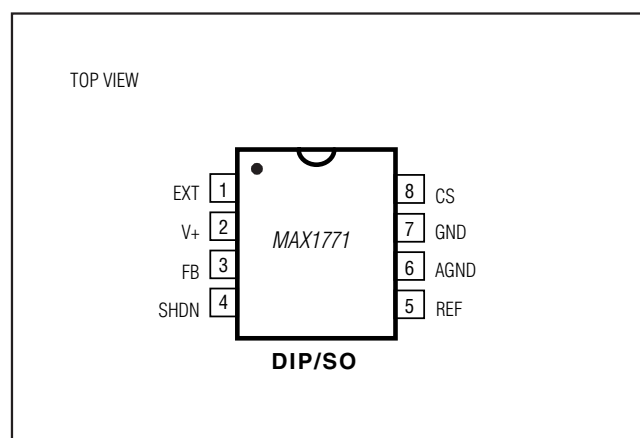 TOP VIEW
EXT 1
V+ 2
FB 3
SHDN 4
MAX1771
8 CS
7 GND
6 AGND
5 REF
DIP/SO